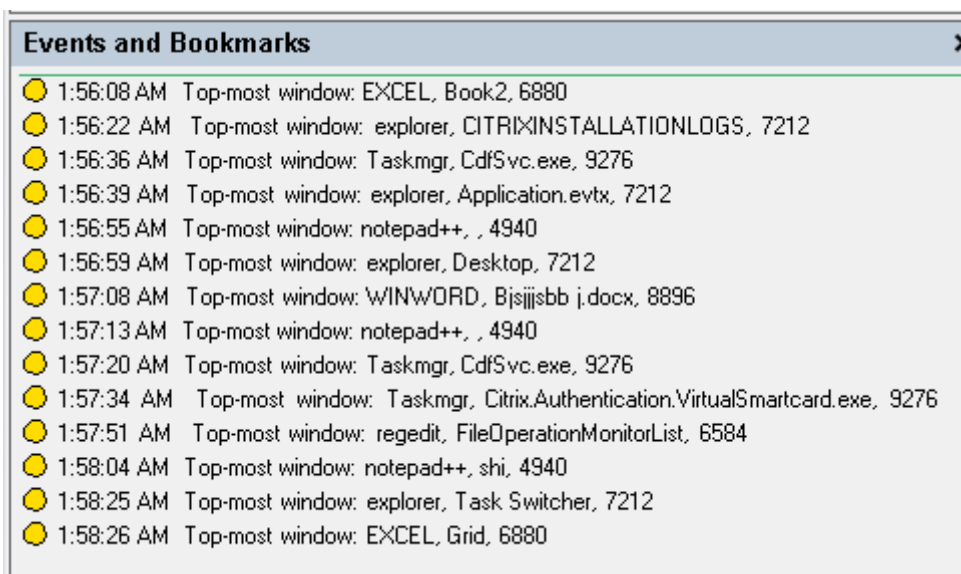 Events and Bookmarks
1:56:08 AM Top-most window: EXCEL, Book2, 6880
1:56:22 AM Top-most window: explorer, CITRIXINSTALLATIONLOGS, 7212
1:56:36 AM Top-most window: Taskmgr, CdfSvc.exe, 9276
1:56:39 AM Top-most window: explorer, Application.evtx, 7212
1:56:55 AM Top-most window: notepad++, , 4940
1:56:59 AM Top-most window: explorer, Desktop, 7212
1:57:08 AM Top-most window: WINWORD, Bjsjjjsbb j.docx, 8896
1:57:13 AM Top-most window: notepad++, , 4940
1:57:20 AM Top-most window: Taskmgr, CdfSvc.exe, 9276
1:57:34 AM Top-most window: Taskmgr, Citrix.Authentication.VirtualSmartcard.exe, 9276
1:57:51 AM Top-most window: regedit, FileOperationMonitorList, 6584
1:58:04 AM Top-most window: notepad++, shi, 4940
1:58:25 AM Top-most window: explorer, Task Switcher, 7212
1:58:26 AM Top-most window: EXCEL, Grid, 6880